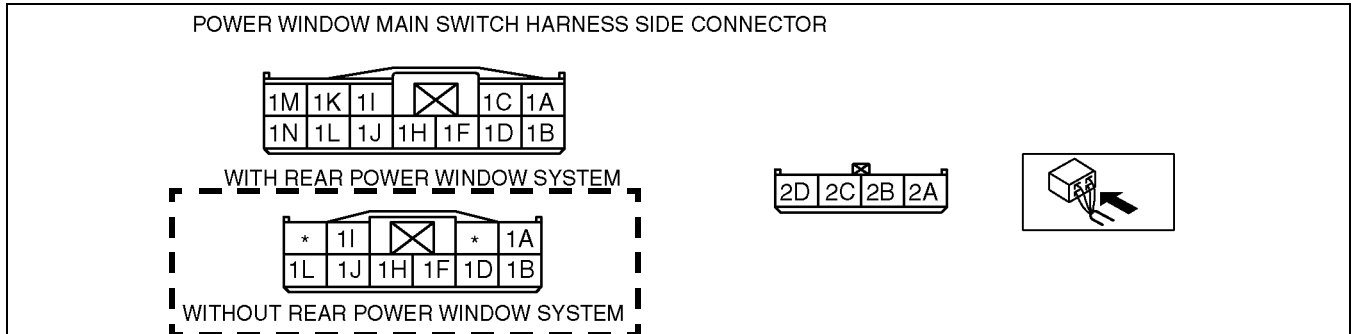 POWER WINDOW MAIN SWITCH HARNESS SIDE CONNECTOR
1M 1K 1I 1C 1A
1N 1L 1J 1H 1F 1D 1B
WITH REAR POWER WINDOW SYSTEM
2D 2C 2B 2A
* 1I * 1A
1L 1J 1H 1F 1D 1B
WITHOUT REAR POWER WINDOW SYSTEM